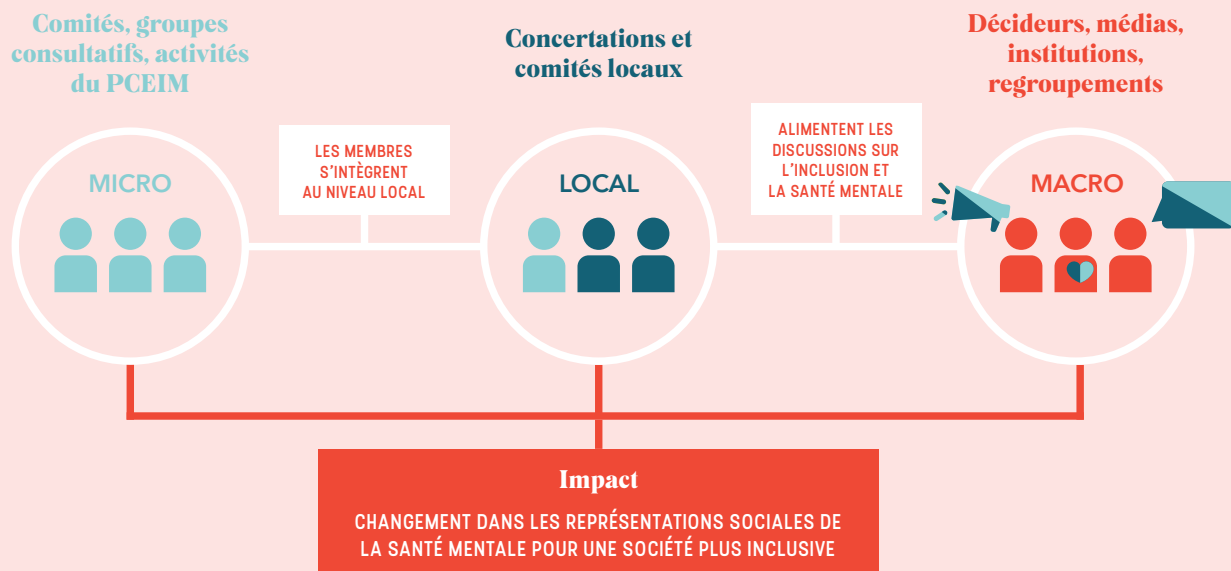 Comités, groupes
consultatifs, activités
du PCEIM
MICRO
LES MEMBRES
S'INTÈGRENT
AU NIVEAU LOCAL
Concertations et
comités locaux
LOCAL
ALIMENTENT LES
DISCUSSIONS SUR
L'INCLUSION ET
LA SANTÉ MENTALE
Décideurs, médias,
institutions,
regroupements
MACRO
Impact
CHANGEMENT DANS LES REPRÉSENTATIONS SOCIALES DE
LA SANTÉ MENTALE POUR UNE SOCIÉTÉ PLUS INCLUSIVE